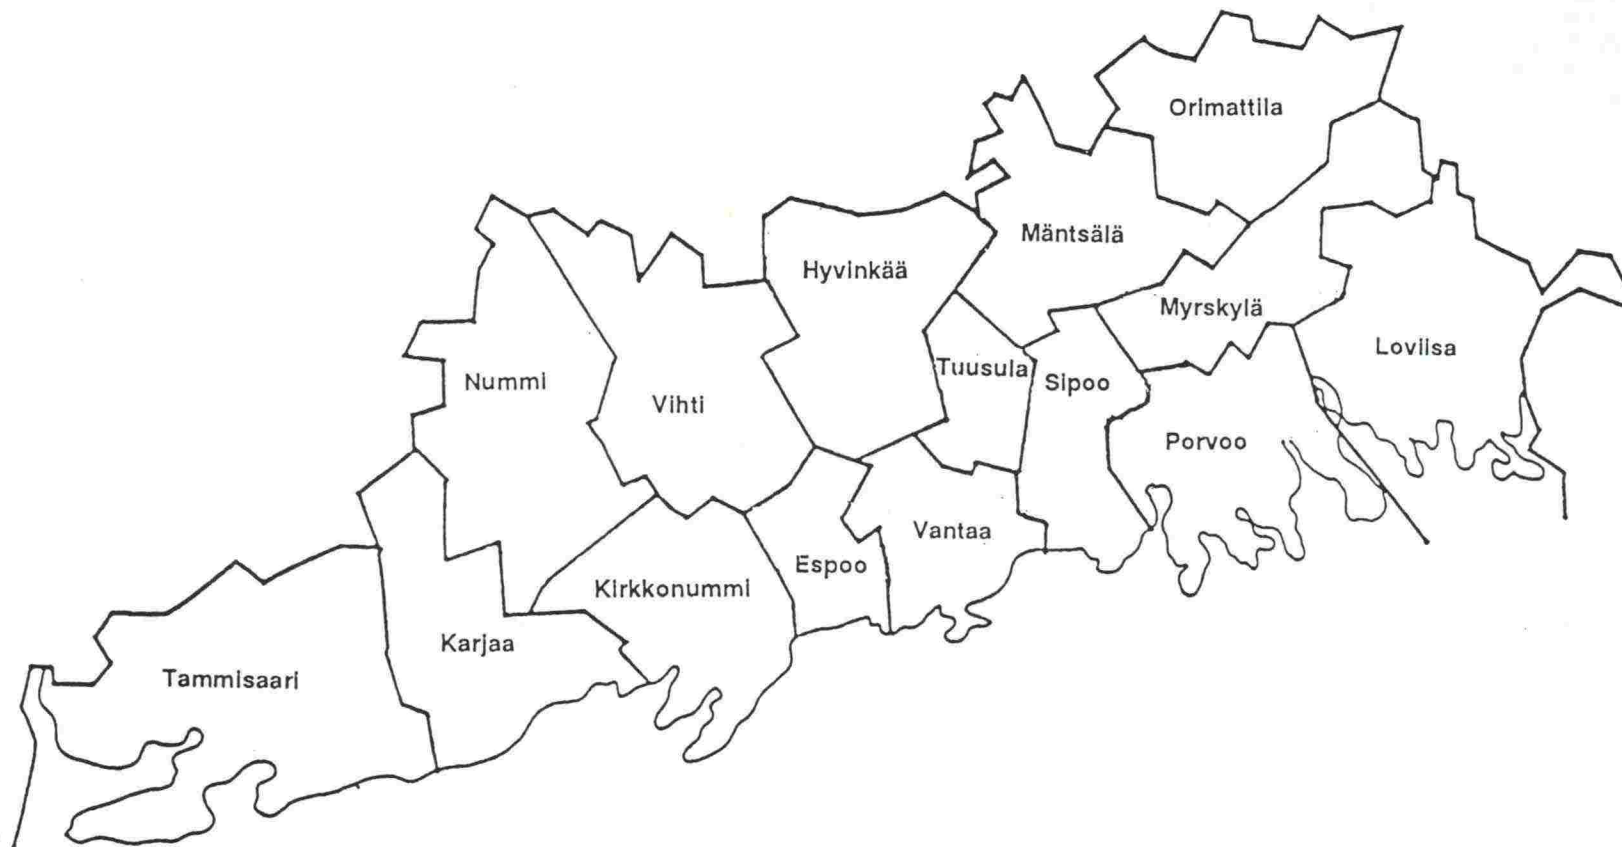 Orimattila
Mäntsälä
Hyvinkää
Myrskylä
Loviisa
Tuusula
Sipoo
Nummi
Vihti
Porvoo
Vantaa
Espoo
Kirkkonummi
Karjaa
Tammisaari